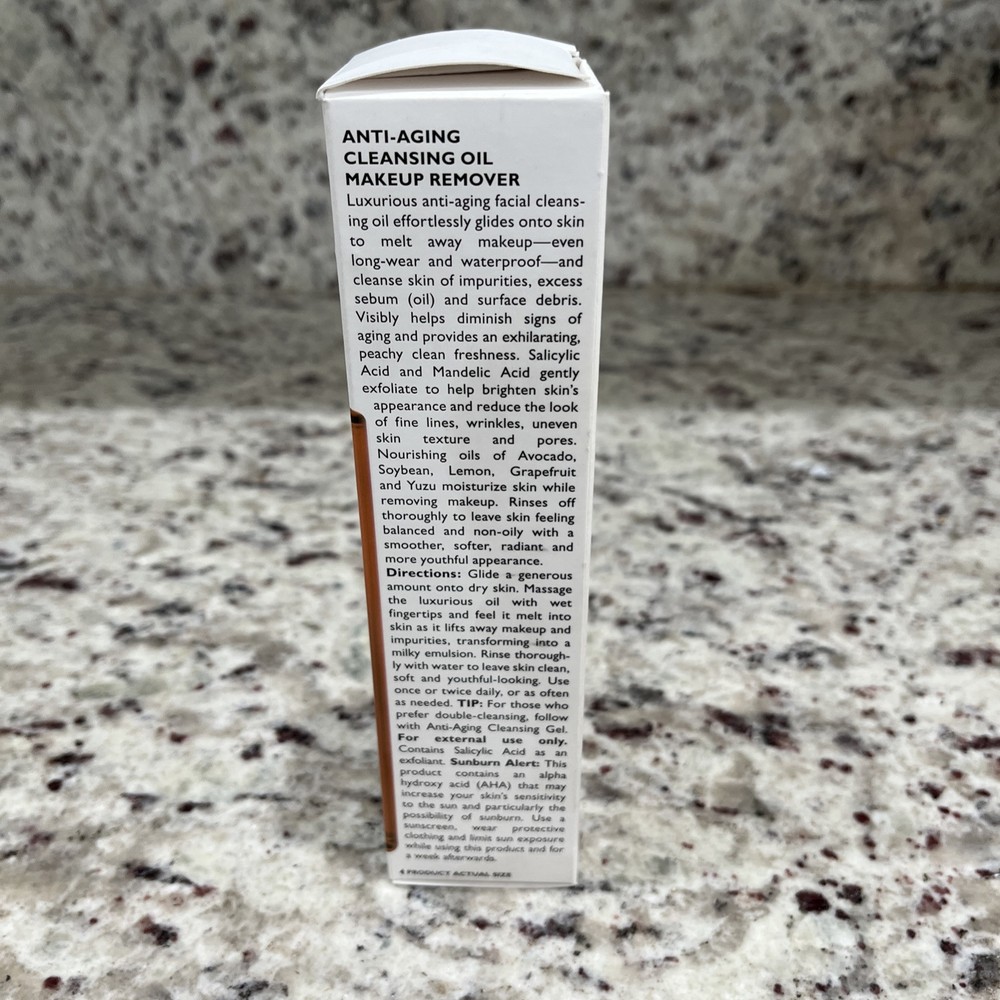 ANTI-AGING
CLEANSING OIL
MAKEUP REMOVER
Luxurious anti-aging facial cleans-
ing oil effortlessly glides onto skin
to melt away makeup—even
long-wear and waterproof—and
cleanse skin of impurities, excess
sebum (oil) and surface debris.
Visibly helps diminish signs of
aging and provides an exhilarating,
peachy clean freshness. Salicylic
Acid and Mandelic Acid gently
exfoliate to help brighten skin's
appearance and reduce the look
of fine lines, wrinkles, uneven
skin texture and pores.
Nourishing oils of Avocado,
Soybean, Lemon, Grapefruit
and Yuzu moisturize skin while
removing makeup. Rinses off
thoroughly to leave skin feeling
balanced and non-oily with a
smoother, softer, radiant and
more youthful appearance.
Directions: Glide a generous
amount onto dry skin. Massage
the luxurious oil with wet
fingertips and feel it melt into
skin as it lifts away makeup and
impurities, transforming into a
milky emulsion. Rinse thorough-
ly with water to leave skin clean,
soft and youthful-looking. Use
once or twice daily, or as often
as needed. TIP: For those who
prefer double-cleansing, follow
with Anti-Aging Cleansing Gel.
For external use only.
Contains Salicylic Acid as an
exfoliant. Sunburn Alert: This
product contains an alpha
hydroxy acid (AHA) that may
increase your skin's sensitivity
to the sun and particularly the
possibility of sunburn. Use a
sunscreen, wear protective
clothing and limit sun exposure
while using this product and for
a week afterwards.
PRODUCT ACTUAL SIZE